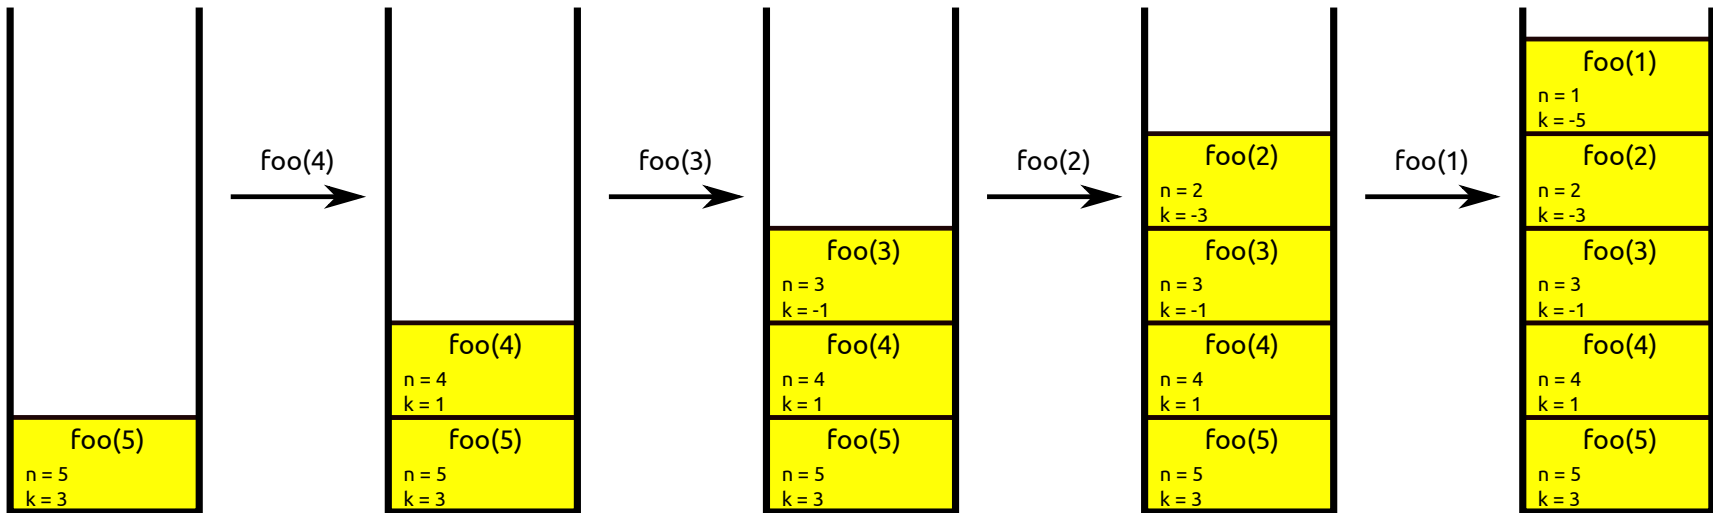 foo(5)
n = 5
k = 3
foo(4)
foo(4)
n = 4
k = 1
foo(5)
n = 5
k = 3
foo(3)
foo(3)
n = 3
k = -1
foo(4)
n = 4
k = 1
foo(5)
n = 5
k = 3
foo(2)
foo(2)
n = 2
k = -3
foo(3)
n = 3
k = -1
foo(4)
n = 4
k = 1
foo(5)
n = 5
k = 3
foo(1)
foo(1)
n = 1
k = -5
foo(2)
n = 2
k = -3
foo(3)
n = 3
k = -1
foo(4)
n = 4
k = 1
foo(5)
n = 5
k = 3